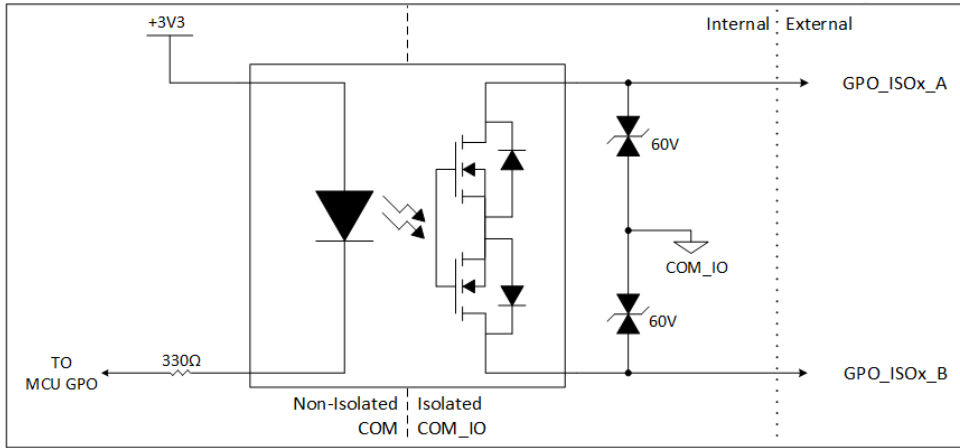 +3V3
Internal
External
GPO_ISOx_A
60V
COM_IO
60V
TO
MCU GPO
330Ω
GPO_ISOx_B
Non-Isolated
COM
Isolated
COM_IO